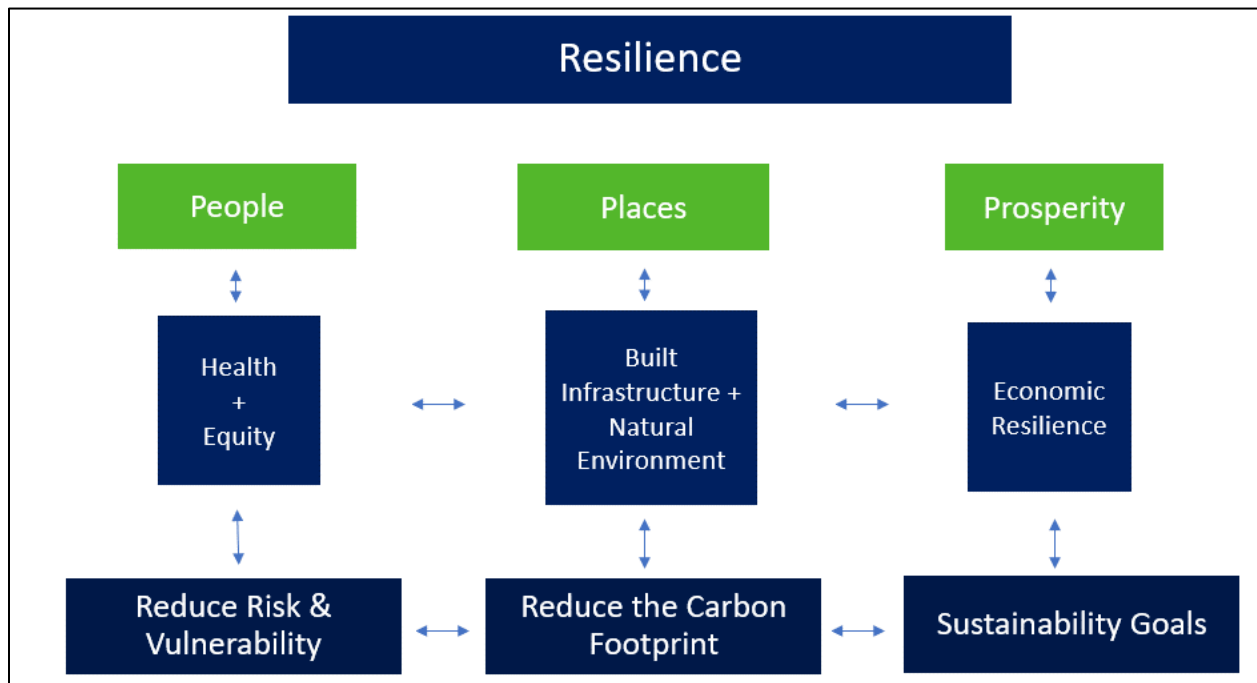 Resilience
People
Places
Prosperity
Health
+
Equity
Built
Infrastructure +
Natural
Environment
Economic
Resilience
Reduce Risk &
Vulnerability
Reduce the Carbon
Footprint
Sustainability Goals